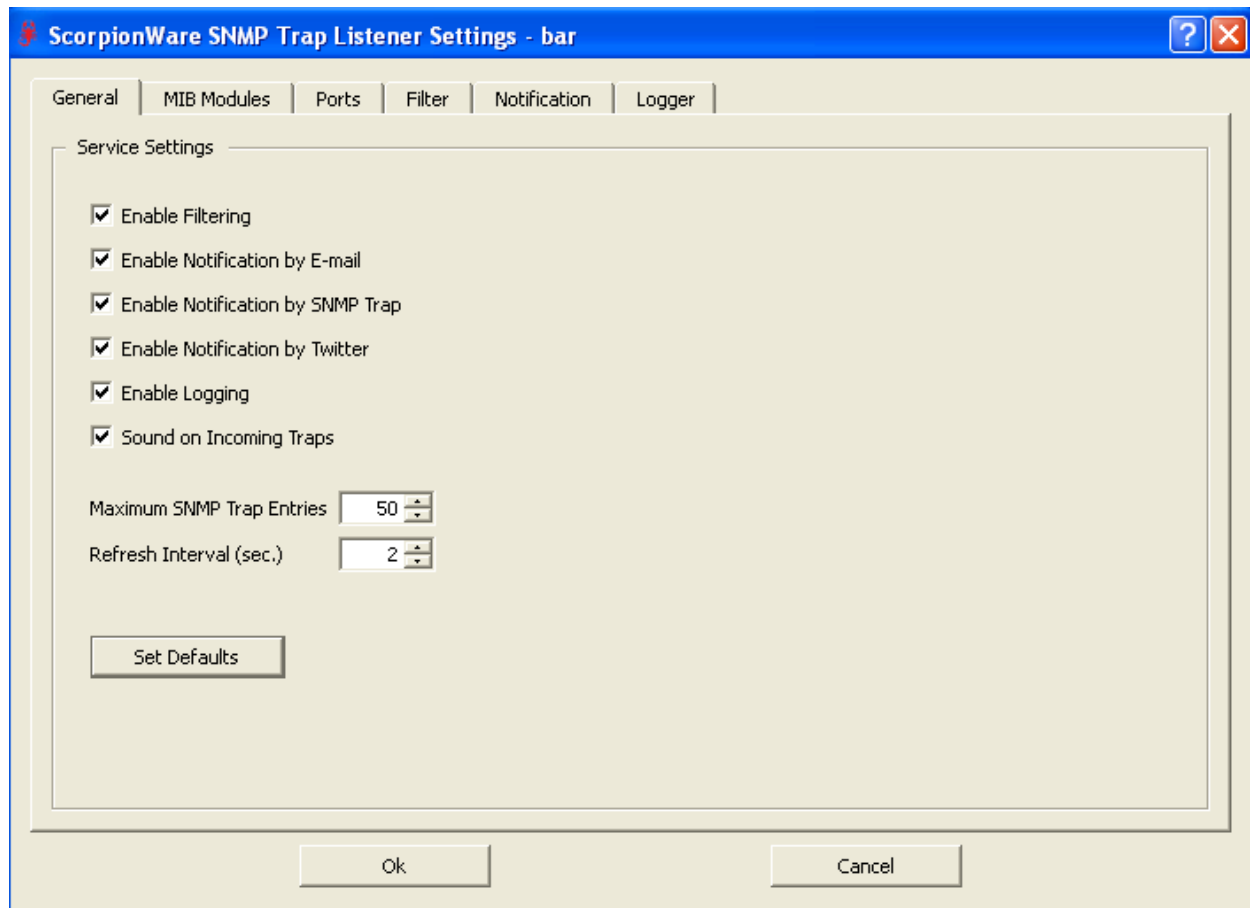 ScorpionWare SNMP Trap Listener Settings - bar
General MIB Modules Ports Filter Notification Logger
Service Settings
Enable Filtering
Enable Notification by E-mail
Enable Notification by SNMP Trap
Enable Notification by Twitter
Enable Logging
Sound on Incoming Traps
Maximum SNMP Trap Entries 50
Refresh Interval (sec.) 2
Set Defaults
Ok Cancel